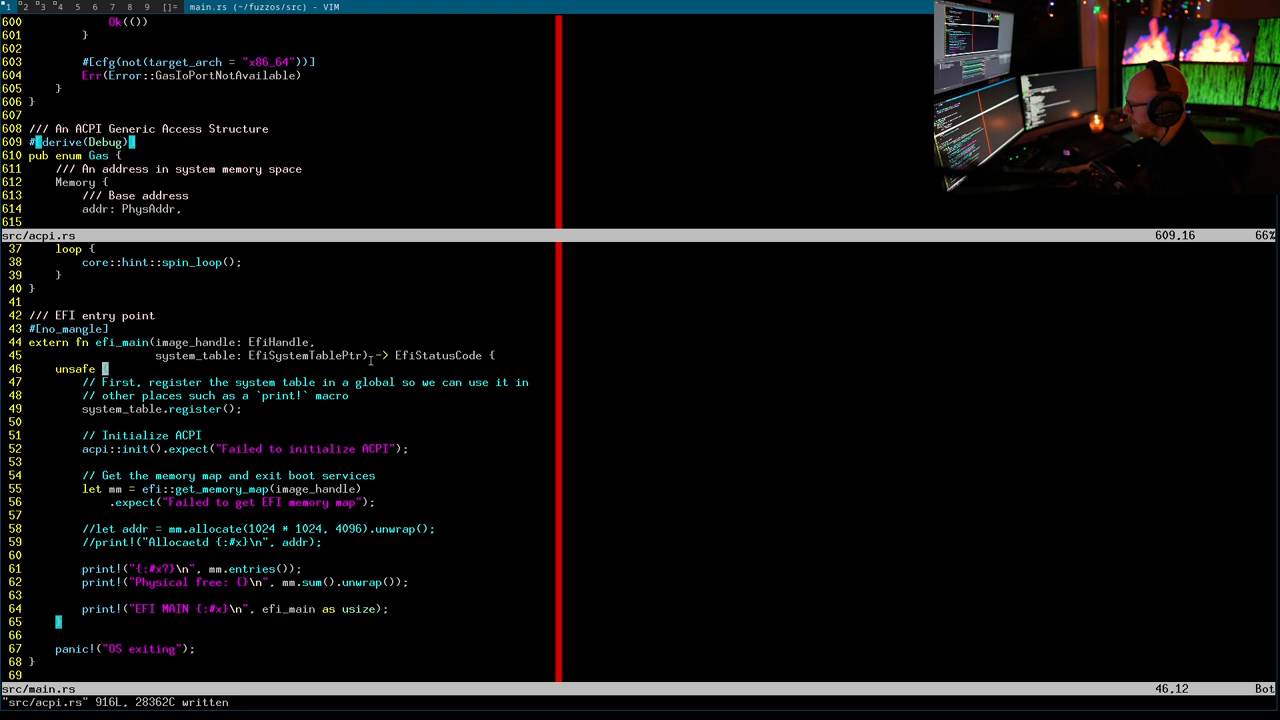 1 2 3 4 5 6 7 8 9 []= main.rs (~/fuzzos/src) - VIM
600             Ok(())
601         }
602
603         #[cfg(not(target_arch = "x86_64"))]
604         Err(Error::GasIoPortNotAvailable)
605     }
606 }
607
608 /// An ACPI Generic Access Structure
609 #[derive(Debug)]
610 pub enum Gas {
611     /// An address in system memory space
612     Memory {
613         /// Base address
614         addr: PhysAddr,
615
src/acpi.rs 609,16 66%
37     loop {
38         core::hint::spin_loop();
39     }
40 }
41
42 /// EFI entry point
43 #[no_mangle]
44 extern fn efi_main(image_handle: EfiHandle,
45                    system_table: EfiSystemTablePtr) -> EfiStatusCode {
46     unsafe {
47         // First, register the system table in a global so we can use it in
48         // other places such as a `print!` macro
49         system_table.register();
50
51         // Initialize ACPI
52         acpi::init().expect("Failed to initialize ACPI");
53
54         // Get the memory map and exit boot services
55         let mm = efi::get_memory_map(image_handle)
56             .expect("Failed to get EFI memory map");
57
58         //let addr = mm.allocate(1024 * 1024, 4096).unwrap();
59         //print!("Allocaetd {:#x}\n", addr);
60
61         print!("{:#x?}\n", mm.entries());
62         print!("Physical free: {}\n", mm.sum().unwrap());
63
64         print!("EFI MAIN {:#x}\n", efi_main as usize);
65     }
66
67     panic!("OS exiting");
68 }
69
src/main.rs 46,12 Bot
"src/acpi.rs" 916L, 28362C written